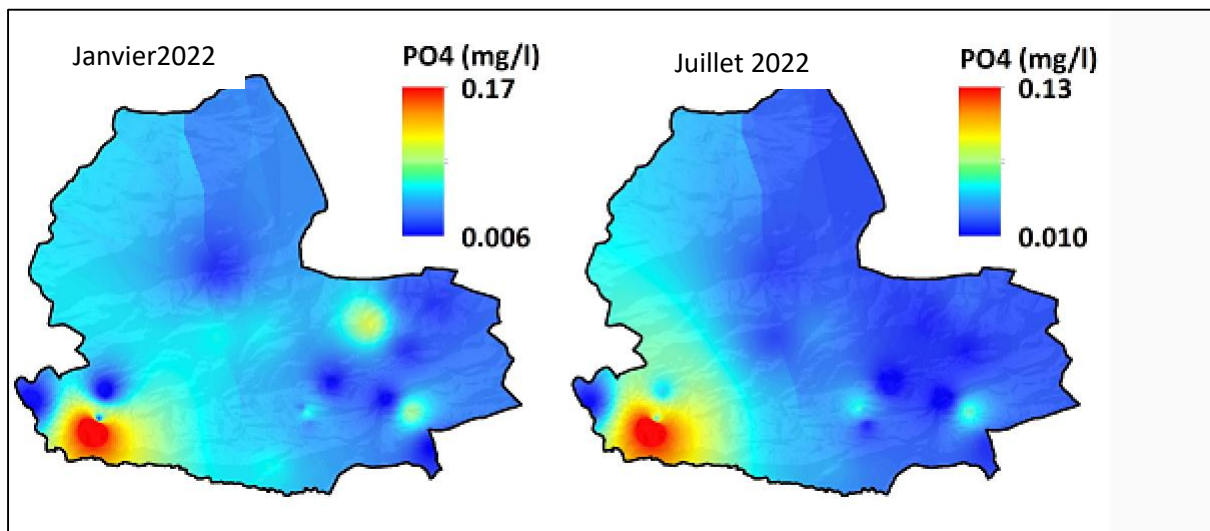 Janvier2022
PO4 (mg/l)
0.17
0.006
Juillet 2022
PO4 (mg/l)
0.13
0.010